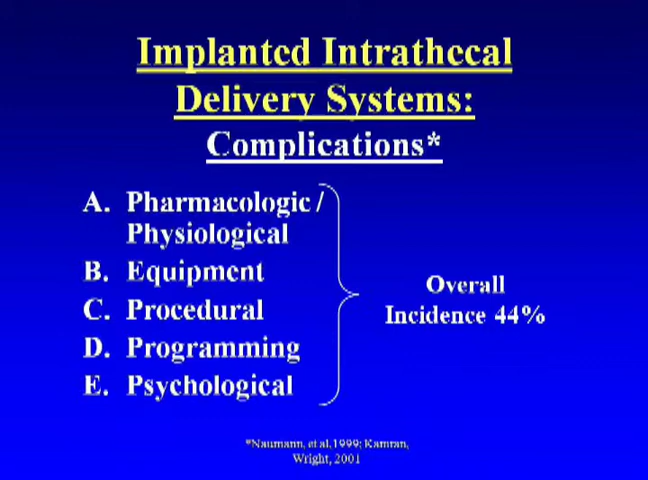 Implanted Intrathecal
Delivery Systems:
Complications*
A. Pharmacologic /
Physiological
B. Equipment
C. Procedural
D. Programming
E. Psychological
Overall
Incidence 44%
*Naumann, et al,1999; Kamran,
Wright, 2001